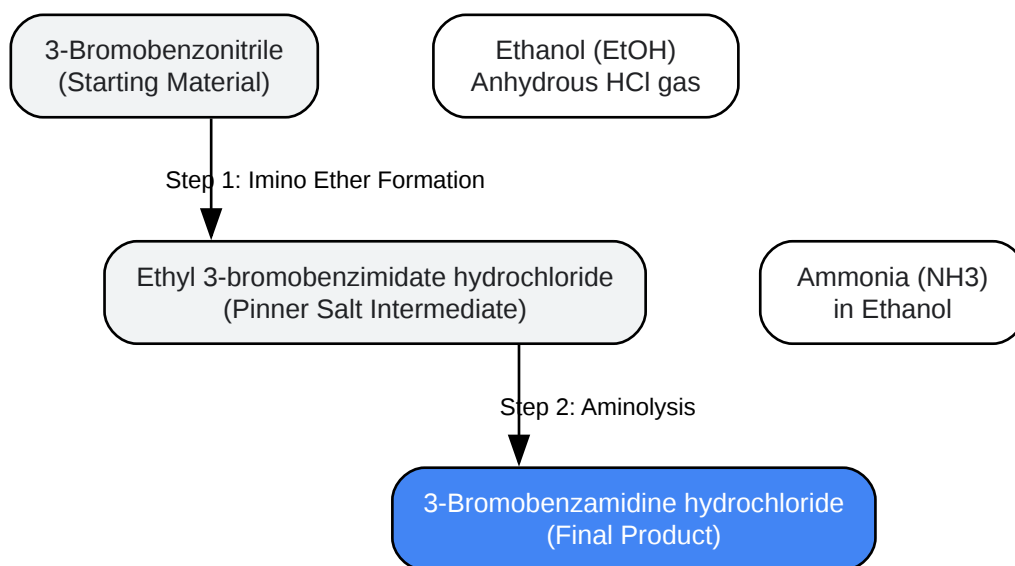 3-Bromobenzonitrile
(Starting Material)
Ethanol (EtOH)
Anhydrous HCl gas
Step 1: Imino Ether Formation
Ethyl 3-bromobenzimidate hydrochloride
(Pinner Salt Intermediate)
Ammonia (NH3)
in Ethanol
Step 2: Aminolysis
3-Bromobenzamidine hydrochloride
(Final Product)